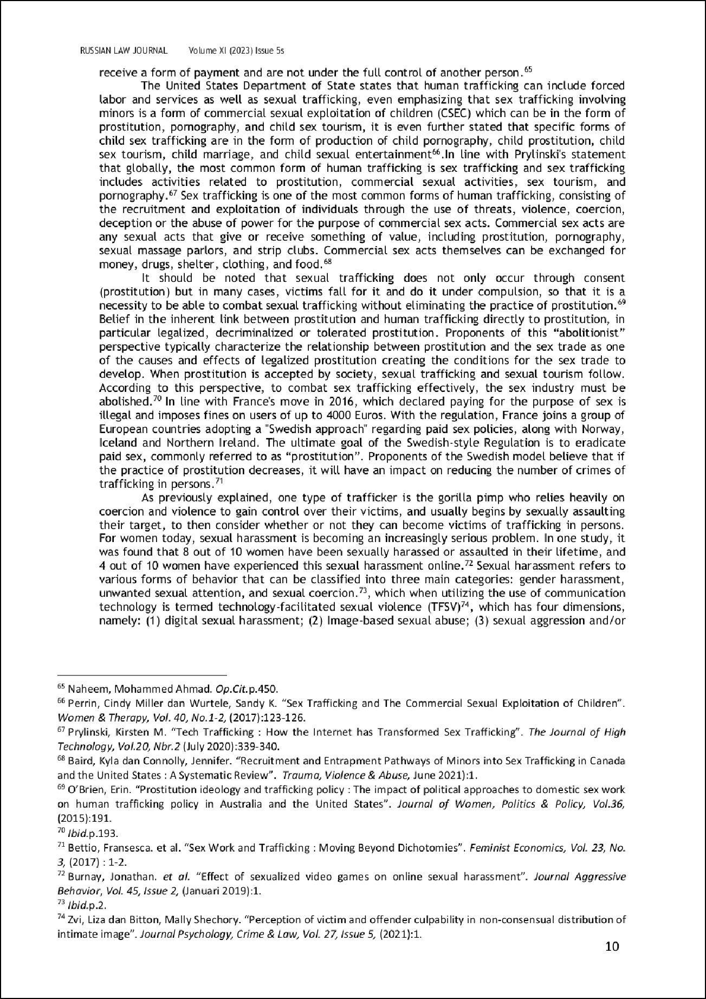 RUSSIAN LAW JOURNAL Volume XI (2023) Issue 5s
receive a form of payment and are not under the full control of another person.65
The United States Department of State states that human trafficking can include forced
labor and services as well as sexual trafficking, even emphasizing that sex trafficking involving
minors is a form of commercial sexual exploitation of children (CSEC) which can be in the form of
prostitution, pornography, and child sex tourism, it is even further stated that specific forms of
child sex trafficking are in the form of production of child pornography, child prostitution, child
sex tourism, child marriage, and child sexual entertainment66.In line with Prylinski's statement
that globally, the most common form of human trafficking is sex trafficking and sex trafficking
includes activities related to prostitution, commercial sexual activities, sex tourism, and
pornography.67 Sex trafficking is one of the most common forms of human trafficking, consisting of
the recruitment and exploitation of individuals through the use of threats, violence, coercion,
deception or the abuse of power for the purpose of commercial sex acts. Commercial sex acts are
any sexual acts that give or receive something of value, including prostitution, pornography,
sexual massage parlors, and strip clubs. Commercial sex acts themselves can be exchanged for
money, drugs, shelter, clothing, and food.68
It should be noted that sexual trafficking does not only occur through consent
(prostitution) but in many cases, victims fall for it and do it under compulsion, so that it is a
necessity to be able to combat sexual trafficking without eliminating the practice of prostitution.69
Belief in the inherent link between prostitution and human trafficking directly to prostitution, in
particular legalized, decriminalized or tolerated prostitution. Proponents of this “abolitionist”
perspective typically characterize the relationship between prostitution and the sex trade as one
of the causes and effects of legalized prostitution creating the conditions for the sex trade to
develop. When prostitution is accepted by society, sexual trafficking and sexual tourism follow.
According to this perspective, to combat sex trafficking effectively, the sex industry must be
abolished.70 In line with France's move in 2016, which declared paying for the purpose of sex is
illegal and imposes fines on users of up to 4000 Euros. With the regulation, France joins a group of
European countries adopting a "Swedish approach" regarding paid sex policies, along with Norway,
Iceland and Northern Ireland. The ultimate goal of the Swedish-style Regulation is to eradicate
paid sex, commonly referred to as “prostitution”. Proponents of the Swedish model believe that if
the practice of prostitution decreases, it will have an impact on reducing the number of crimes of
trafficking in persons.71
As previously explained, one type of trafficker is the gorilla pimp who relies heavily on
coercion and violence to gain control over their victims, and usually begins by sexually assaulting
their target, to then consider whether or not they can become victims of trafficking in persons.
For women today, sexual harassment is becoming an increasingly serious problem. In one study, it
was found that 8 out of 10 women have been sexually harassed or assaulted in their lifetime, and
4 out of 10 women have experienced this sexual harassment online.72 Sexual harassment refers to
various forms of behavior that can be classified into three main categories: gender harassment,
unwanted sexual attention, and sexual coercion.73, which when utilizing the use of communication
technology is termed technology-facilitated sexual violence (TFSV)74, which has four dimensions,
namely: (1) digital sexual harassment; (2) Image-based sexual abuse; (3) sexual aggression and/or
65 Naheem, Mohammed Ahmad. Op.Cit.p.450.
66 Perrin, Cindy Miller dan Wurtele, Sandy K. “Sex Trafficking and The Commercial Sexual Exploitation of Children”.
Women & Therapy, Vol. 40, No.1-2, (2017):123-126.
67 Prylinski, Kirsten M. “Tech Trafficking : How the Internet has Transformed Sex Trafficking”. The Journal of High
Technology, Vol.20, Nbr.2 (July 2020):339-340.
68 Baird, Kyla dan Connolly, Jennifer. “Recruitment and Entrapment Pathways of Minors into Sex Trafficking in Canada
and the United States : A Systematic Review”. Trauma, Violence & Abuse, June 2021):1.
69 O’Brien, Erin. “Prostitution ideology and trafficking policy : The impact of political approaches to domestic sex work
on human trafficking policy in Australia and the United States”. Journal of Women, Politics & Policy, Vol.36,
(2015):191.
70 Ibid.p.193.
71 Bettio, Fransesca. et al. “Sex Work and Trafficking : Moving Beyond Dichotomies”. Feminist Economics, Vol. 23, No.
3, (2017) : 1-2.
72 Burnay, Jonathan. et al. “Effect of sexualized video games on online sexual harassment”. Journal Aggressive
Behavior, Vol. 45, Issue 2, (Januari 2019):1.
73 Ibid.p.2.
74 Zvi, Liza dan Bitton, Mally Shechory. “Perception of victim and offender culpability in non-consensual distribution of
intimate image”. Journal Psychology, Crime & Law, Vol. 27, Issue 5, (2021):1.
10